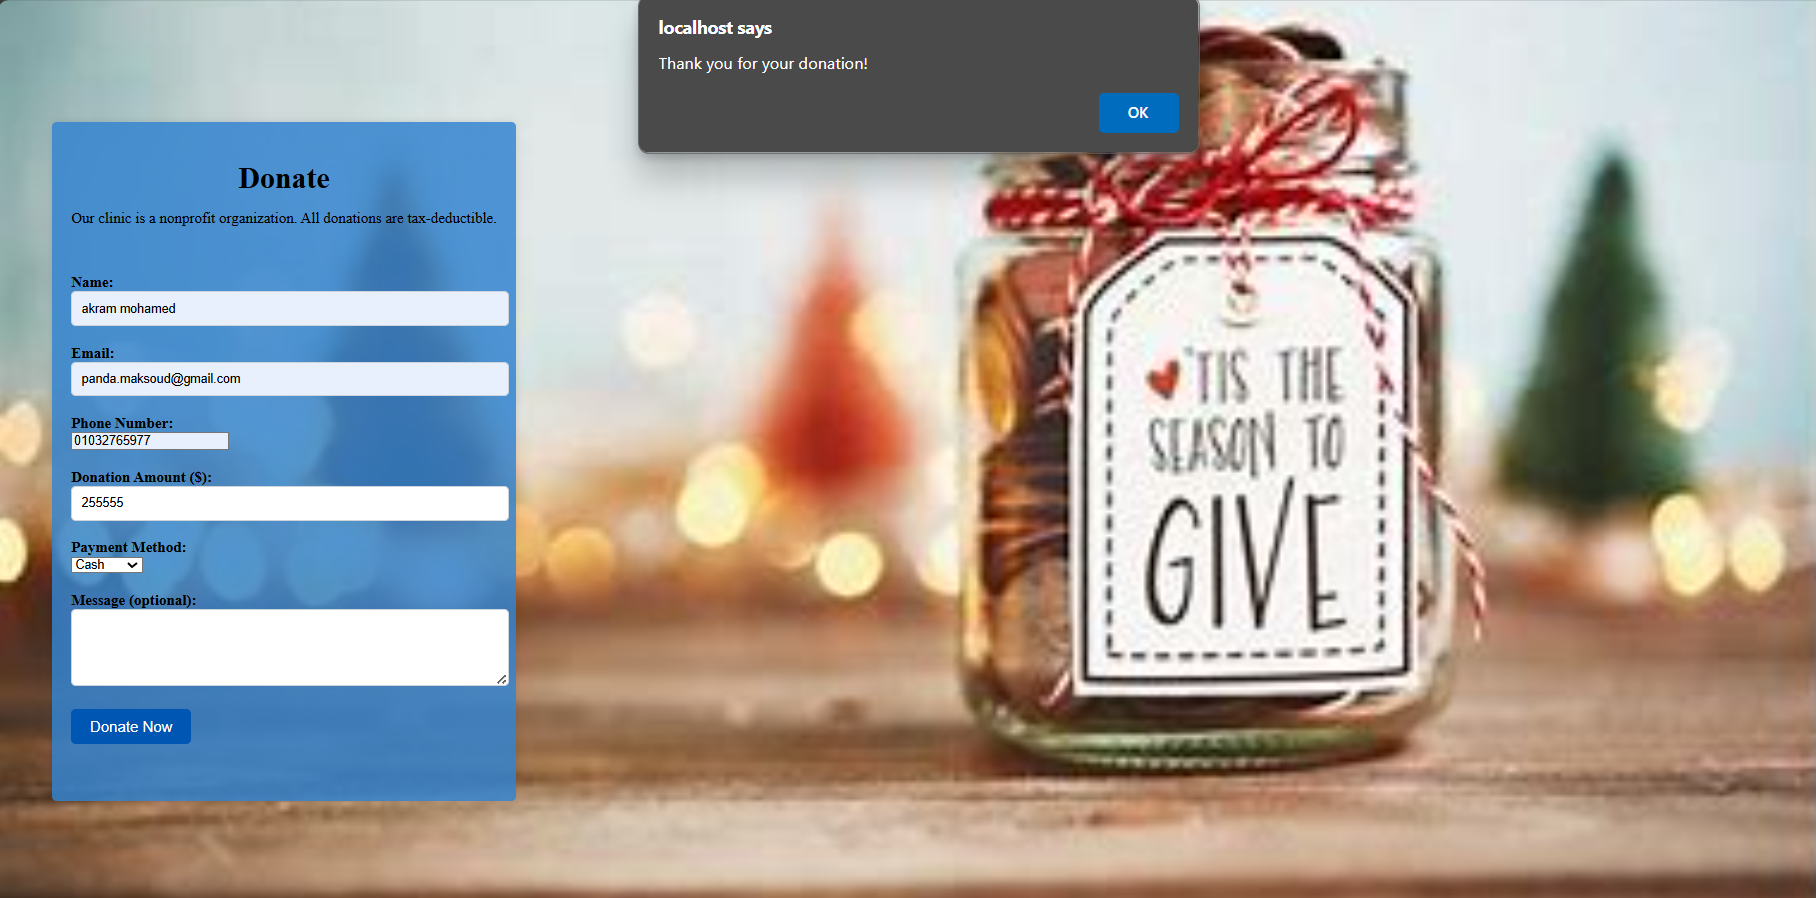 localhost says
Thank you for your donation!
OK
Donate
Our clinic is a nonprofit organization. All donations are tax-deductible.
Name:
akram mohamed
Email:
panda.maksoud@gmail.com
Phone Number:
01032765977
Donation Amount ($):
255555
Payment Method:
Cash
Message (optional):
Donate Now
'TIS THE
SEASON TO
GIVE